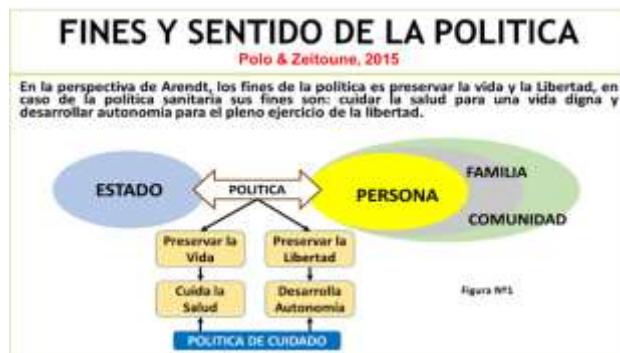 FINES Y SENTIDO DE LA POLITICA
Polo & Zeitoune, 2015
En la perspectiva de Arendt, los fines de la política es preservar la vida y la Libertad, en
caso de la política sanitaria sus fines son: cuidar la salud para una vida digna y
desarrollar autonomía para el pleno ejercicio de la libertad.
ESTADO
POLITICA
PERSONA
FAMILIA
COMUNIDAD
Preservar la
Vida
Preservar la
Libertad
Cuida la
Salud
Desarrolla
Autonomía
Figura Nº1
POLITICA DE CUIDADO